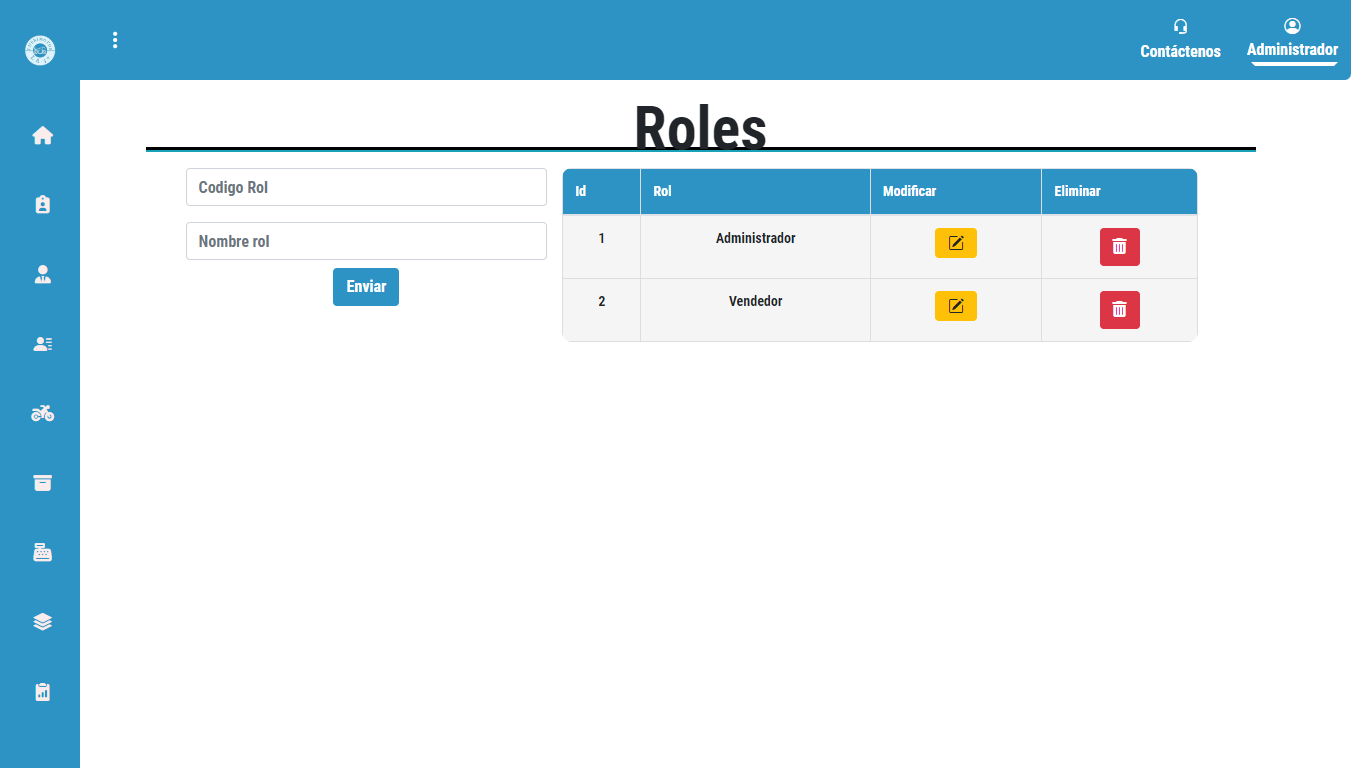 Contáctenos
Administrador
Roles
Codigo Rol
Nombre rol
Enviar
Id Rol Modificar Eliminar
1 Administrador
2 Vendedor